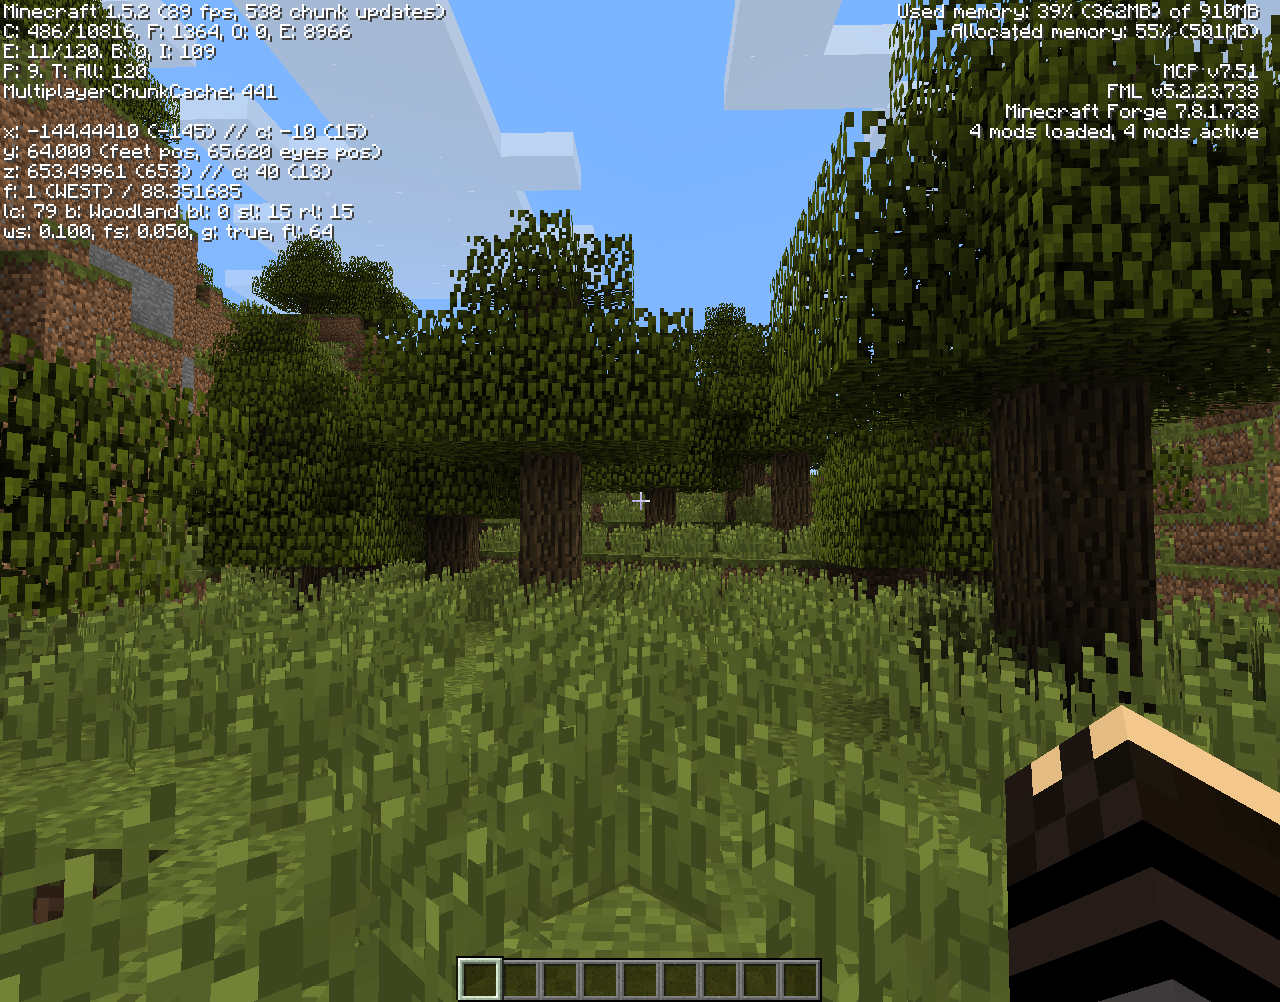 Minecraft 1.5.2 (89 fps, 538 chunk updates)
C: 486/10816, F: 1364, O: 0, E: 8966
E: 11/120, B: 0, I: 109
P: 9, T: All: 120
MultiplayerChunkCache: 441
x: -144.44410 (-145) // c: -10 (15)
y: 64.000 (feet pos, 65.620 eyes pos)
z: 653.49961 (653) // c: 40 (13)
f: 1 (WEST) / 88.351685
lc: 79 b: Woodland bl: 0 sl: 15 rl: 15
ws: 0.100, fs: 0.050, g: true, fl: 64
Used memory: 39% (362MB) of 910MB
Allocated memory: 55% (501MB)
MCP v7.51
FML v5.2.23.738
Minecraft Forge 7.8.1.738
4 mods loaded, 4 mods active